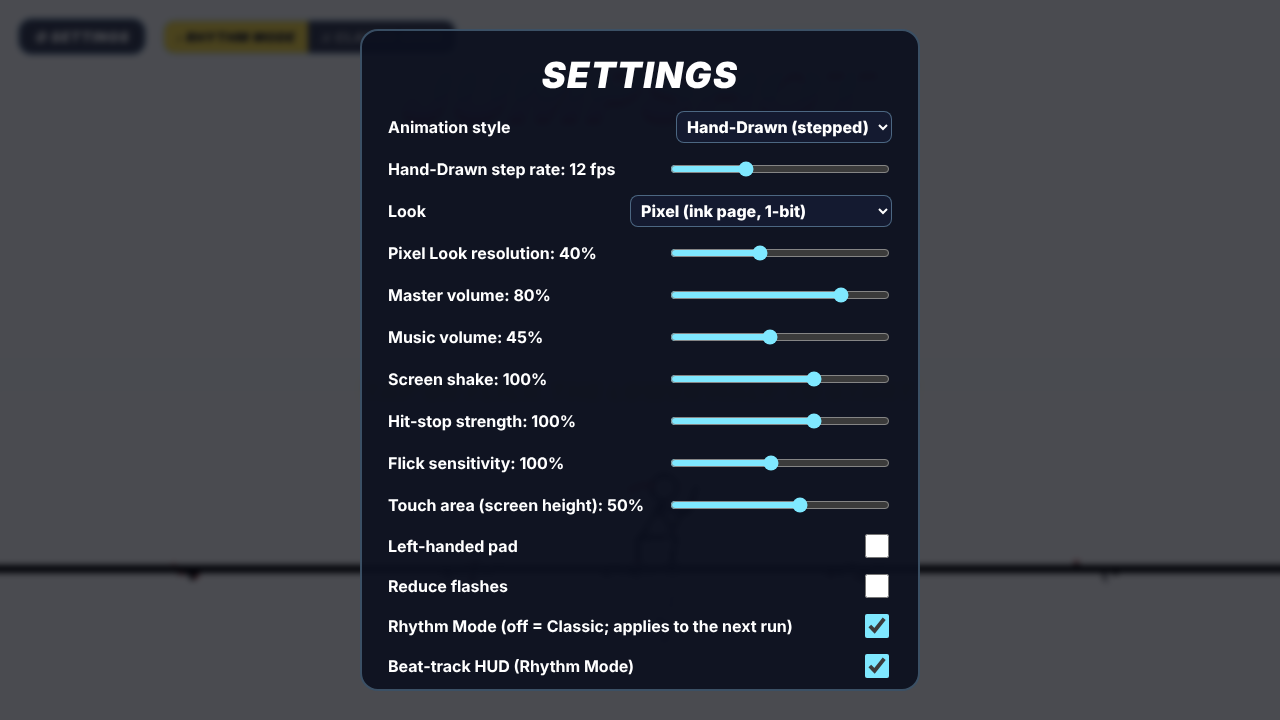 SETTINGS
RHYTHM MODE
SETTINGS
Animation style
Hand-Drawn (stepped)
Hand-Drawn step rate: 12 fps
Look
Pixel (ink page, 1-bit)
Pixel Look resolution: 40%
Master volume: 80%
Music volume: 45%
Screen shake: 100%
Hit-stop strength: 100%
Flick sensitivity: 100%
Touch area (screen height): 50%
Left-handed pad
Reduce flashes
Rhythm Mode (off = Classic; applies to the next run)
Beat-track HUD (Rhythm Mode)